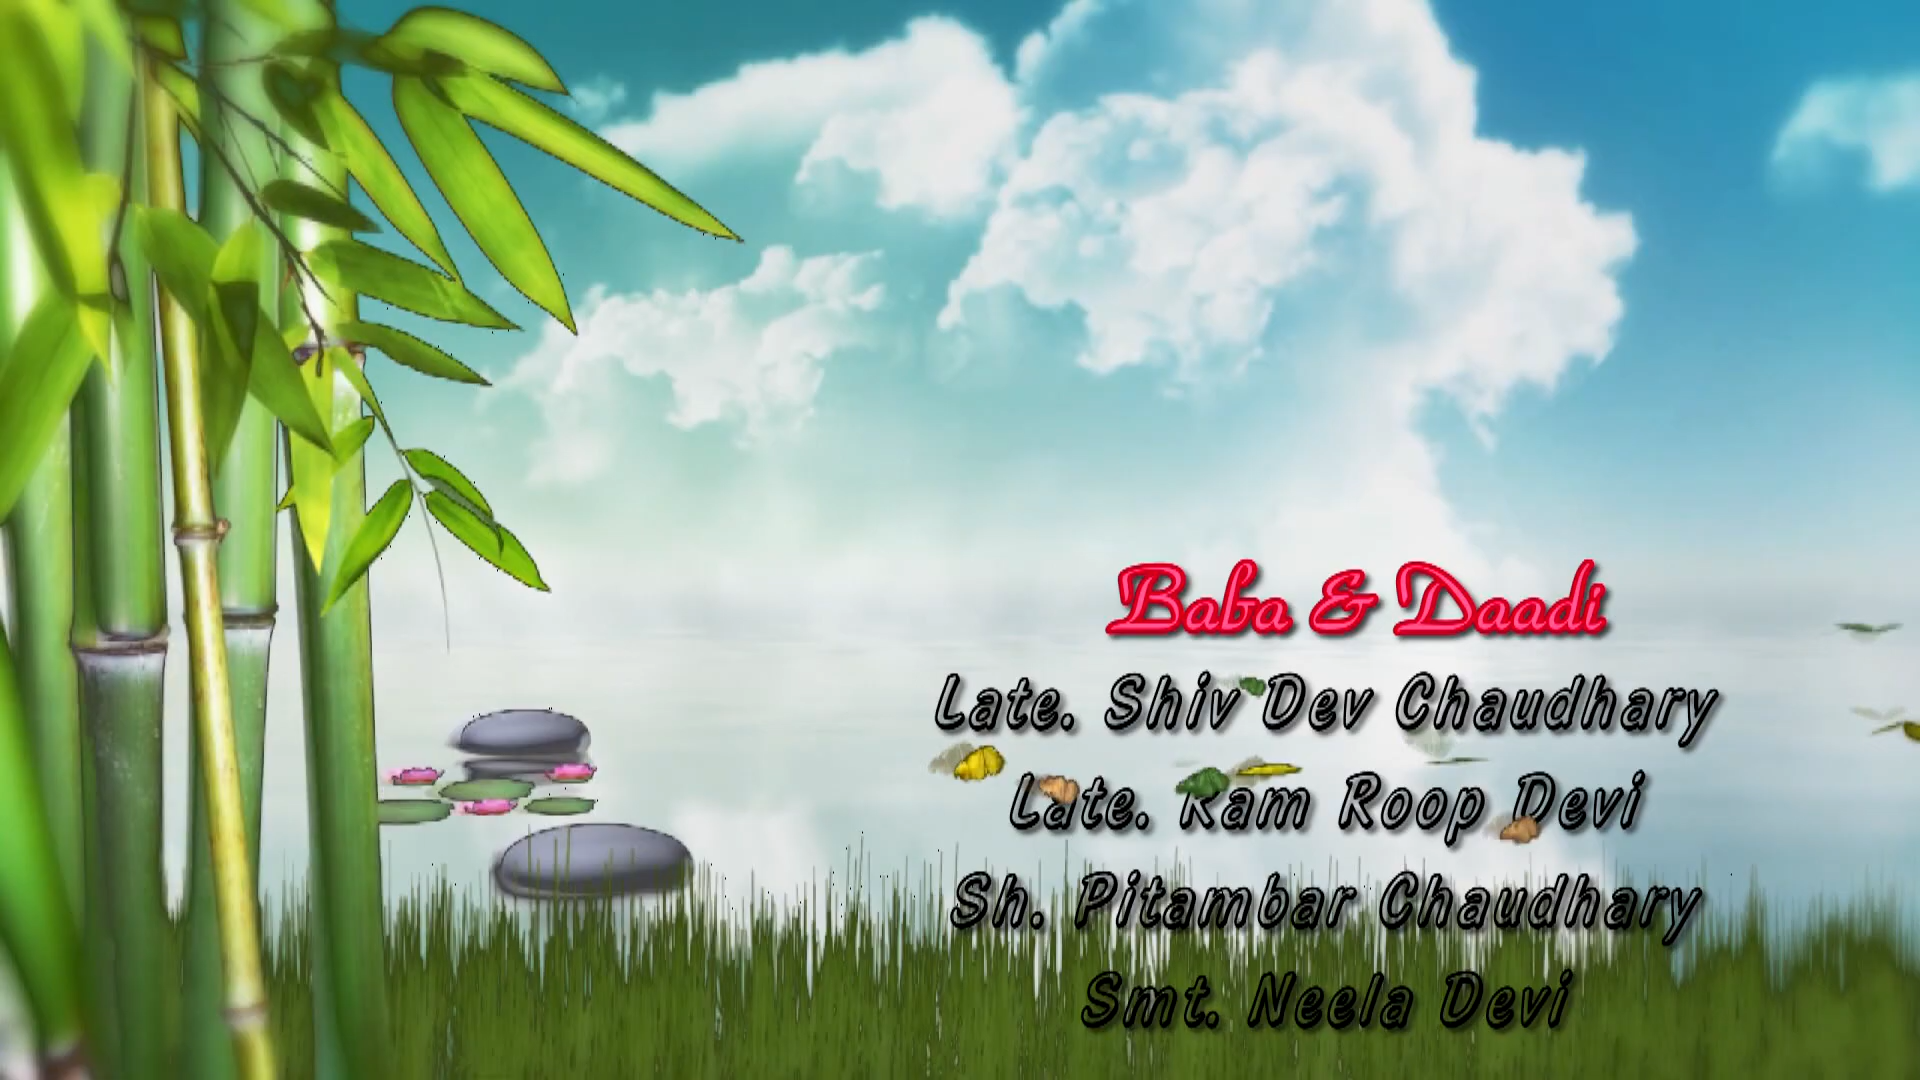 Baba & Daadi
Late. Shiv Dev Chaudhary
Late. Ram Roop Devi
Sh. Pitambar Chaudhary
Smt. Neela Devi